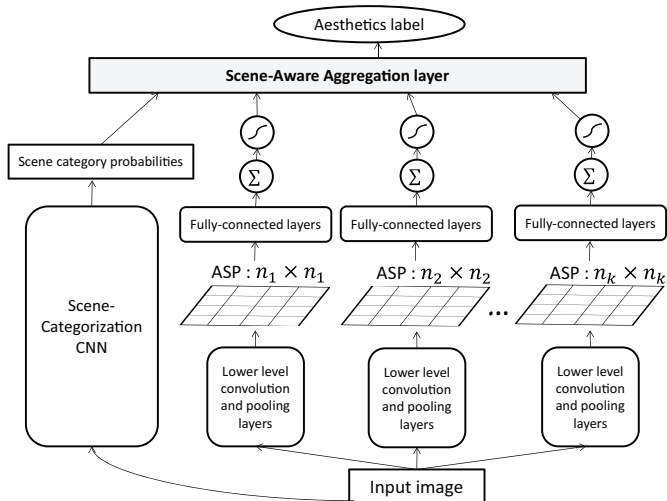 Aesthetics label
Scene-Aware Aggregation layer
Scene category probabilities
Σ
Σ
Σ
Fully-connected layers
Fully-connected layers
Fully-connected layers
ASP : n₁ × n₁
ASP : n₂ × n₂
ASP : nₖ × nₖ
...
Scene-
Categorization
CNN
Lower level
convolution
and pooling
layers
Lower level
convolution
and pooling
layers
Lower level
convolution
and pooling
layers
Input image